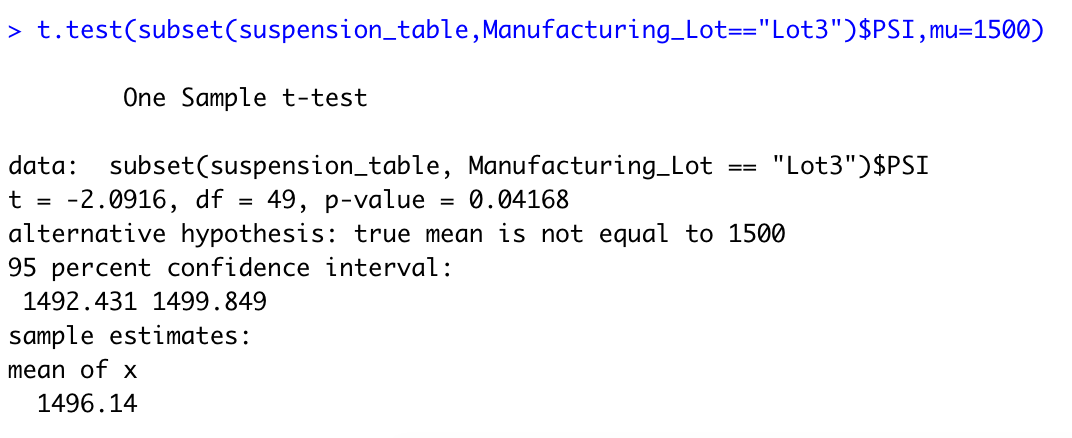 > t.test(subset(suspension_table,Manufacturing_Lot=="Lot3")$PSI,mu=1500)
One Sample t-test
data:  subset(suspension_table, Manufacturing_Lot == "Lot3")$PSI
t = -2.0916, df = 49, p-value = 0.04168
alternative hypothesis: true mean is not equal to 1500
95 percent confidence interval:
1492.431 1499.849
sample estimates:
mean of x
1496.14